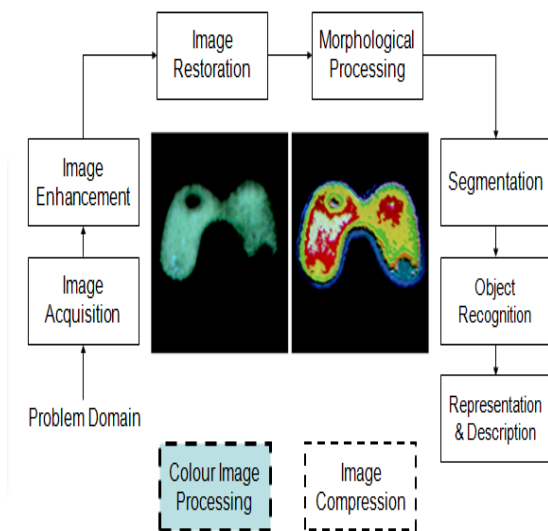 Image
Restoration
Morphological
Processing
Image
Enhancement
Segmentation
Image
Acquisition
Object
Recognition
Problem Domain
Representation
& Description
Colour Image
Processing
Image
Compression